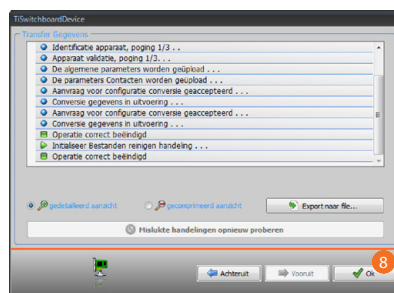 TiSwitchboardDevice
Transfer Gegevens
Identificatie apparaat, poging 1/3 . . .
Apparaat validatie, poging 1/3. . .
De algemene parameters worden geüpload . . .
De parameters Contacten worden geüpload . . .
Aanvraag voor configuratie conversie geaccepteerd . . .
Conversie gegevens in uitvoering . . .
Aanvraag voor configuratie conversie geaccepteerd . . .
Conversie gegevens in uitvoering . . .
Operatie correct beëindigd
Initialiseer Bestanden reinigen handeling . . .
Operatie correct beëindigd
gedetailleerd aanzicht
gecomprimeerd aanzicht
Export naar file...
Mislukte handelingen opnieuw proberen
8
Achteruit
Vooruit
Ok